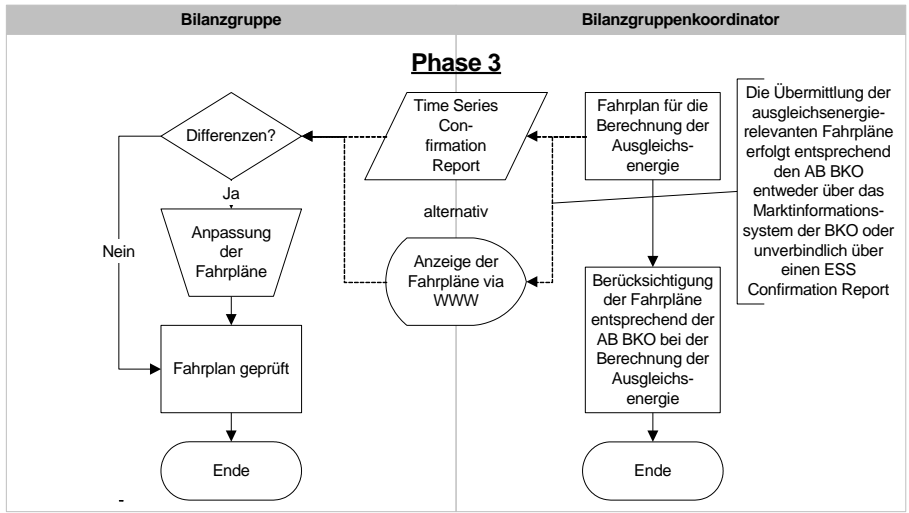 Bilanzgruppe
Bilanzgruppenkoordinator
Phase 3
Differenzen?
Time Series
Con-
firmation
Report
Fahrplan für die
Berechnung der
Ausgleichs-
energie
Die Übermittlung der
ausgleichsenergie-
relevanten Fahrpläne
erfolgt entsprechend
den AB BKO
entweder über das
Marktinformations-
system der BKO oder
unverbindlich über
einen ESS
Confirmation Report
Ja
Nein
alternativ
Anpassung
der
Fahrpläne
Anzeige der
Fahrpläne via
WWW
Berücksichtigung
der Fahrpläne
entsprechend der
AB BKO bei der
Berechnung der
Ausgleichs-
energie
Fahrplan geprüft
Ende
Ende
-